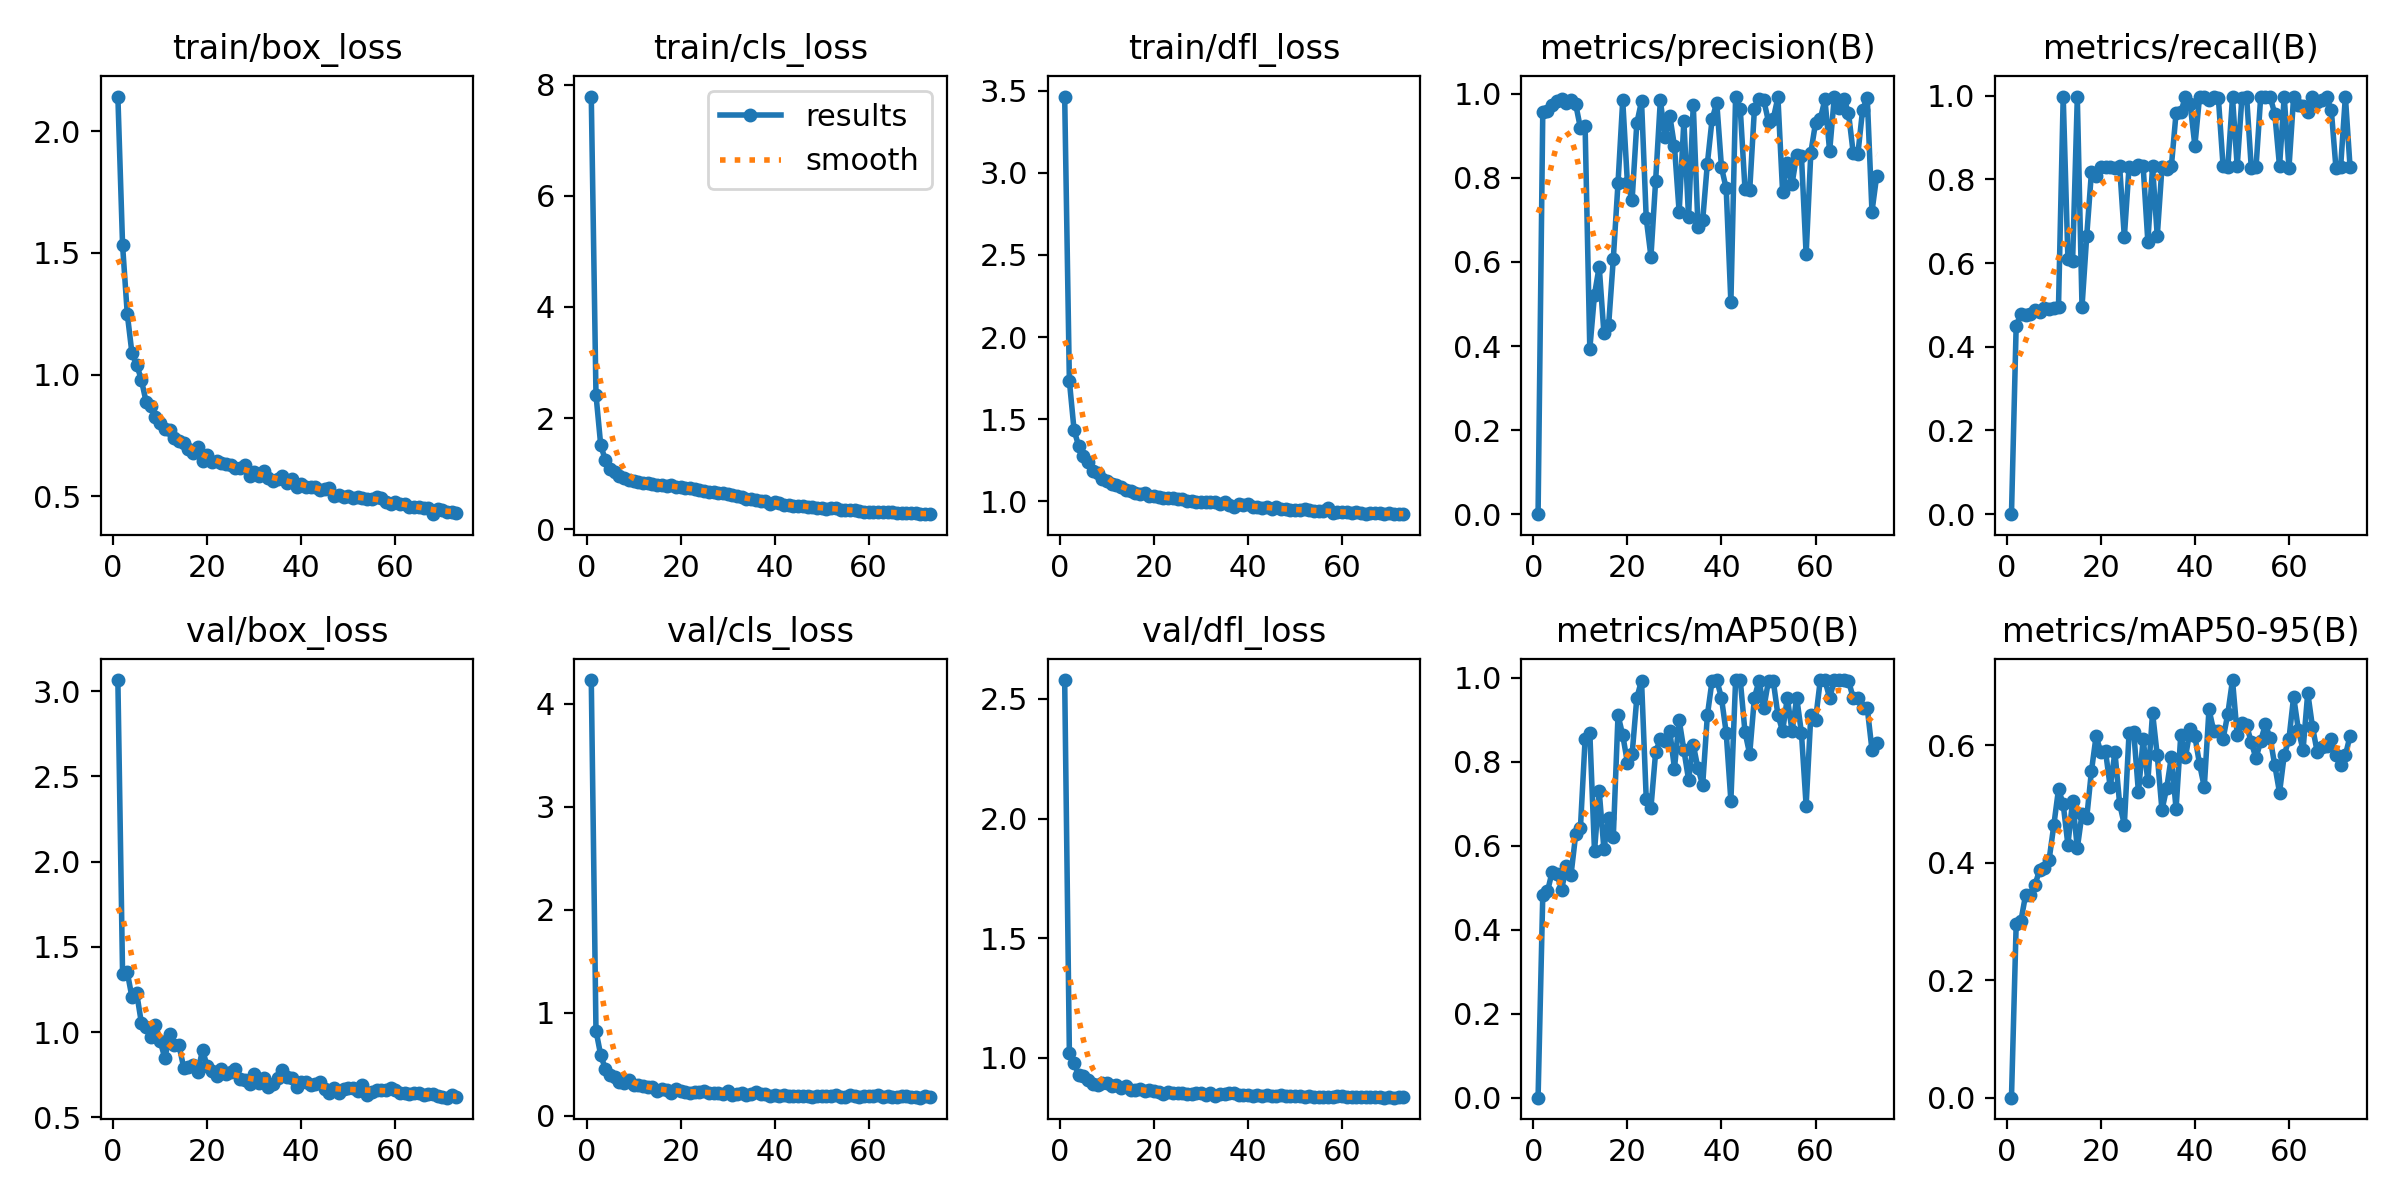 train/box_loss
train/cls_loss
train/dfl_loss
metrics/precision(B)
metrics/recall(B)
2.0
1.5
1.0
0.5
0 20 40 60
8
6
4
2
0
0 20 40 60
results
smooth
3.5
3.0
2.5
2.0
1.5
1.0
0 20 40 60
1.0
0.8
0.6
0.4
0.2
0.0
0 20 40 60
1.0
0.8
0.6
0.4
0.2
0.0
0 20 40 60
val/box_loss
val/cls_loss
val/dfl_loss
metrics/mAP50(B)
metrics/mAP50-95(B)
3.0
2.5
2.0
1.5
1.0
0.5
0 20 40 60
4
3
2
1
0
0 20 40 60
2.5
2.0
1.5
1.0
0 20 40 60
1.0
0.8
0.6
0.4
0.2
0.0
0 20 40 60
0.6
0.4
0.2
0.0
0 20 40 60